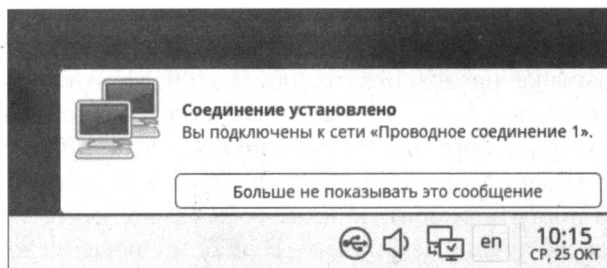 Соединение установлено
Вы подключены к сети «Проводное соединение 1».
Больше не показывать это сообщение
en
10:15
СР, 25 ОКТ